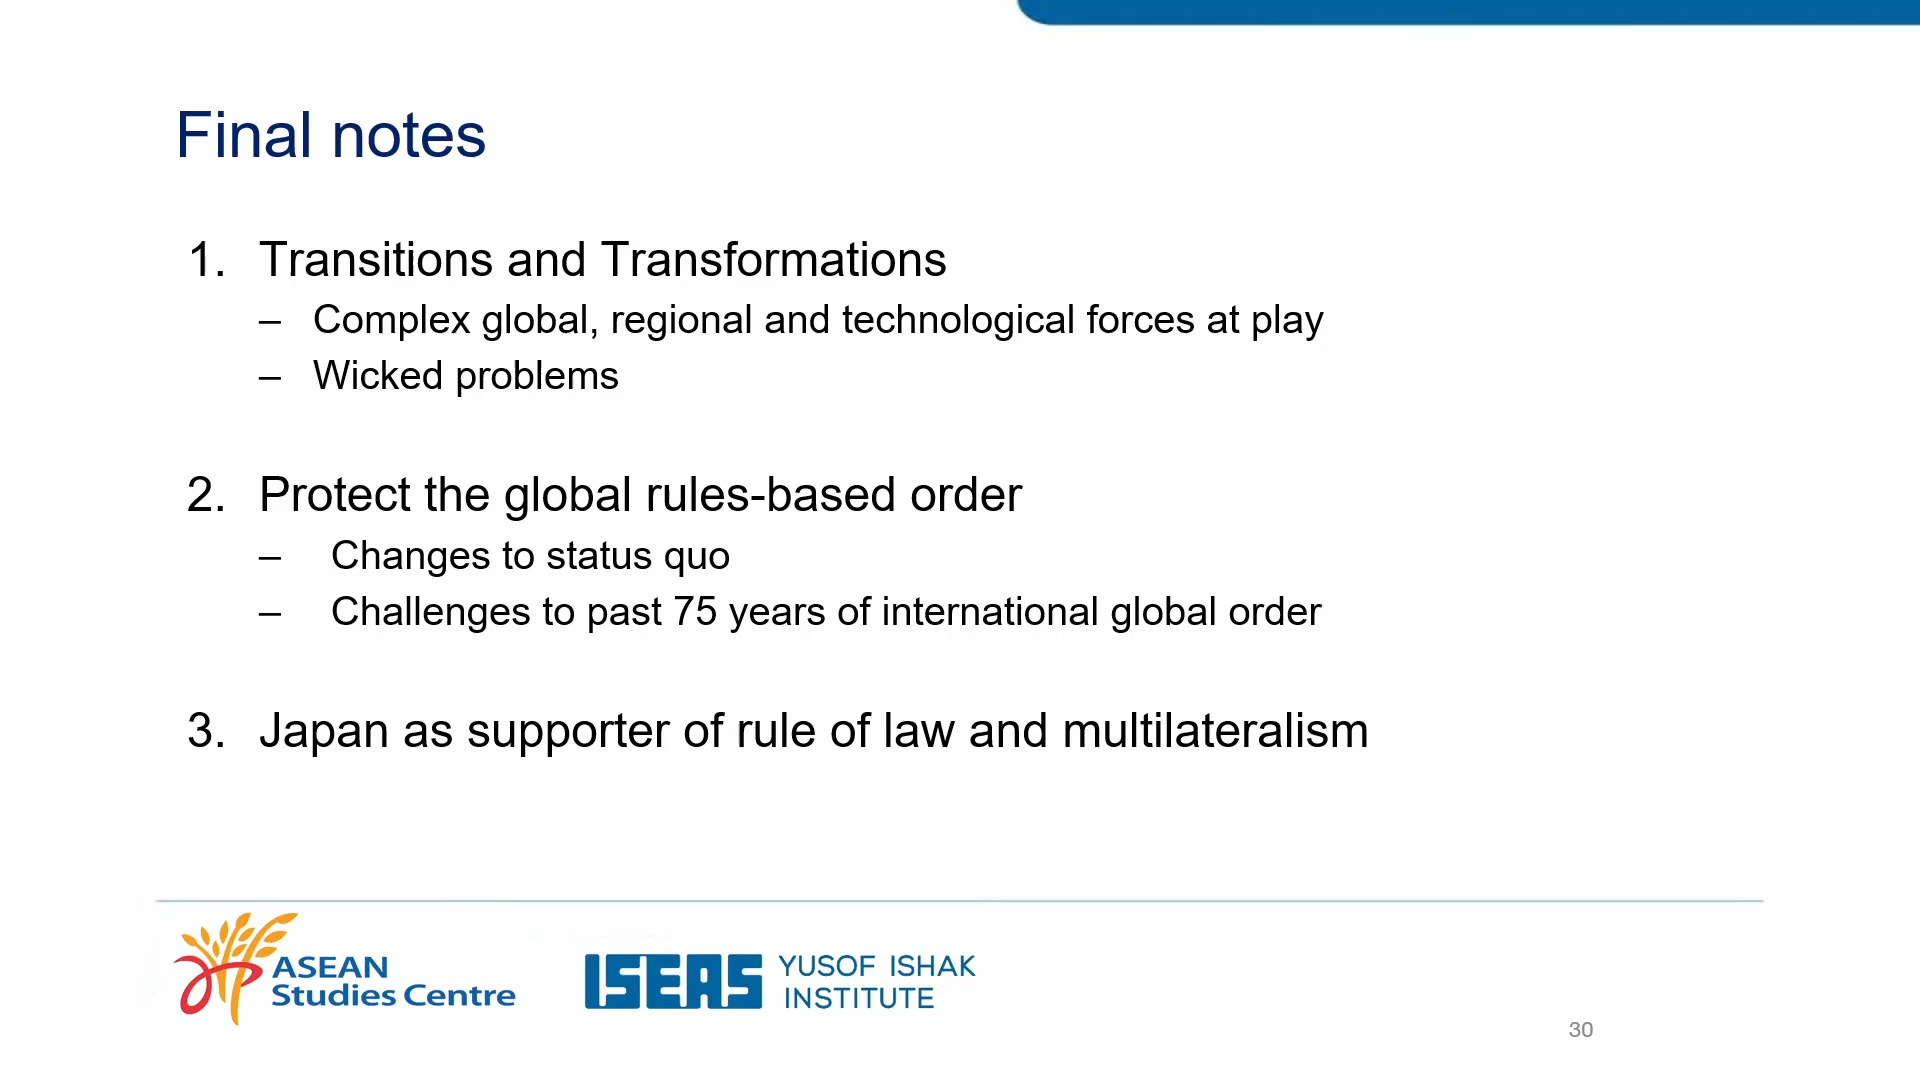 Final notes
1. Transitions and Transformations
– Complex global, regional and technological forces at play
– Wicked problems
2. Protect the global rules-based order
– Changes to status quo
– Challenges to past 75 years of international global order
3. Japan as supporter of rule of law and multilateralism
ASEAN
Studies Centre
ISEAS YUSOF ISHAK
INSTITUTE
30